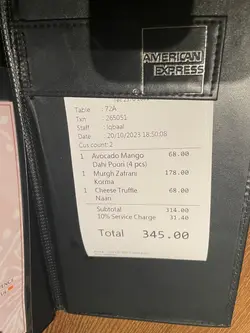 AMERICAN
EXPRESS
Table : 72A
Txn : 265051
Staff : Iqbaal
Date : 20/10/2023 18:50:08
Cus count: 2
1 Avocado Mango 68.00
Dahi Poori (4 pcs)
1 Murgh Zafrani 178.00
Korma
1 Cheese Truffle 68.00
Naan
Subtotal 314.00
10% Service Charge 31.40
Total 345.00